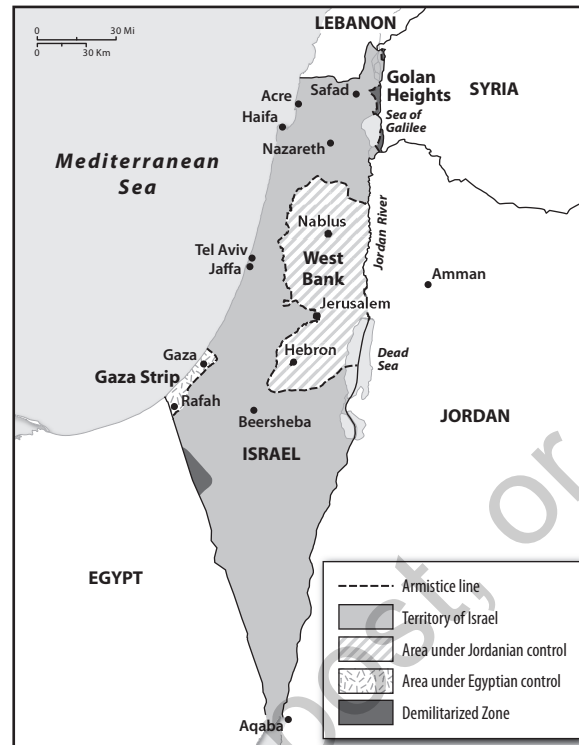 LEBANON
0 30 Mi
0 30 Km
Golan
Heights
SYRIA
Safad
Acre
Sea of
Galilee
Haifa
Nazareth
Mediterranean
Sea
Nablus
Jordan River
West
Bank
Tel Aviv
Jaffa
Amman
Jerusalem
Gaza
Hebron
Dead
Sea
Gaza Strip
Rafah
Beersheba
JORDAN
ISRAEL
EGYPT
Armistice line
Territory of Israel
Area under Jordanian control
Area under Egyptian control
Demilitarized Zone
Aqaba
post, or